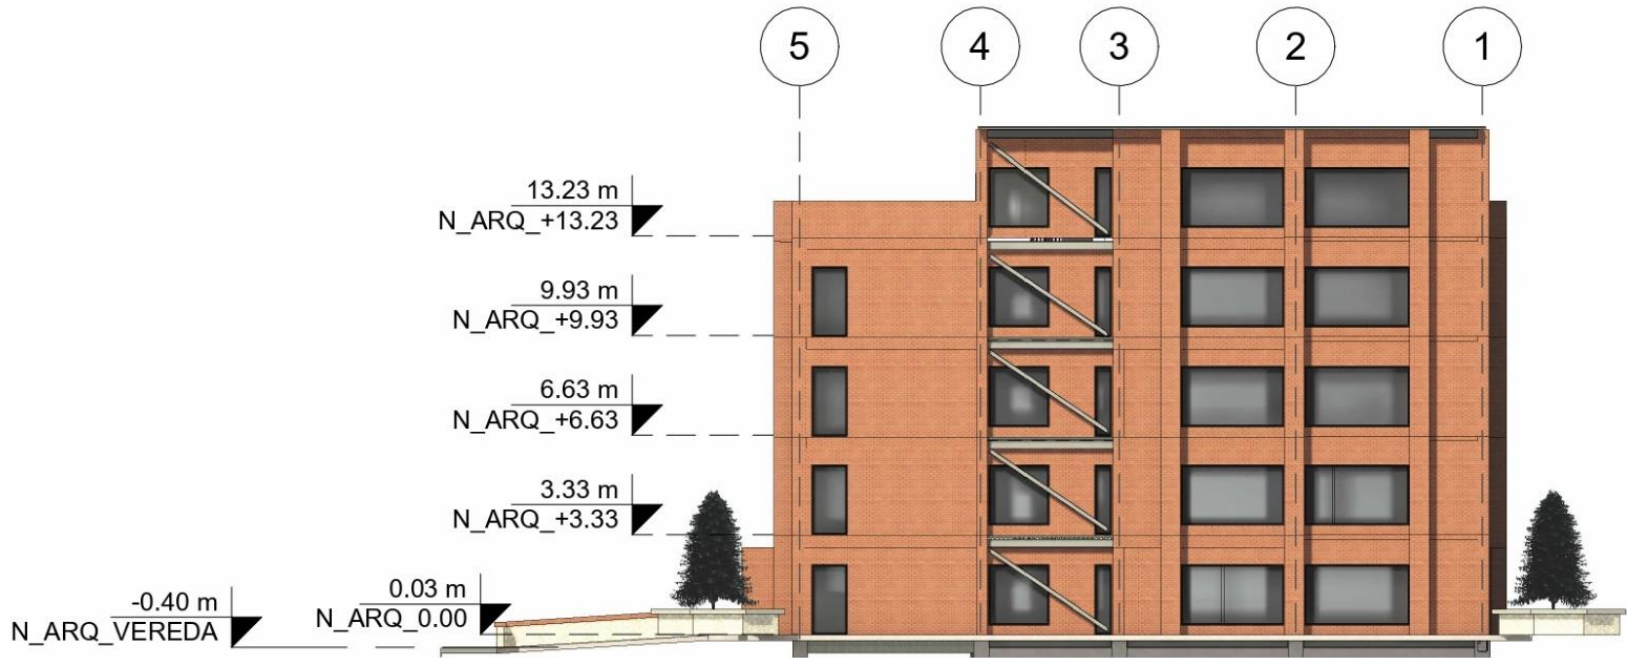 5
4
3
2
1
13.23 m
N_ARQ_+13.23
9.93 m
N_ARQ_+9.93
6.63 m
N_ARQ_+6.63
3.33 m
N_ARQ_+3.33
0.03 m
N_ARQ_0.00
-0.40 m
N_ARQ_VEREDA